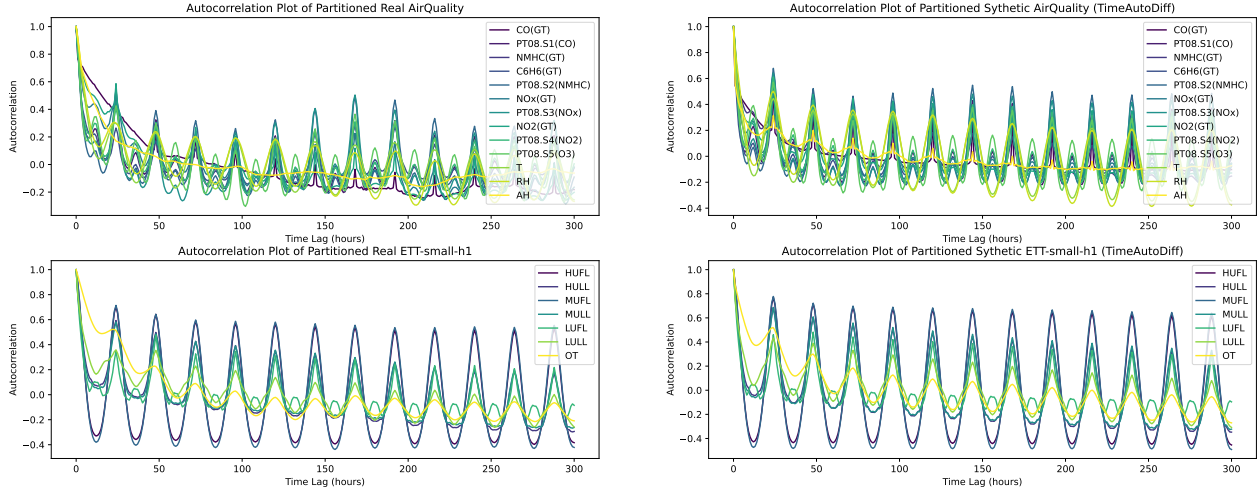 Autocorrelation Plot of Partitioned Real AirQuality
1.0
0.8
0.6
0.4
0.2
0.0
−0.2
Autocorrelation
CO(GT)
PT08.S1(CO)
NMHC(GT)
C6H6(GT)
PT08.S2(NMHC)
NOx(GT)
PT08.S3(NOx)
NO2(GT)
PT08.S4(NO2)
PT08.S5(O3)
T
RH
AH
0 50 100 150 200 250 300
Time Lag (hours)
Autocorrelation Plot of Partitioned Sythetic AirQuality (TimeAutoDiff)
1.0
0.8
0.6
0.4
0.2
0.0
−0.2
−0.4
Autocorrelation
CO(GT)
PT08.S1(CO)
NMHC(GT)
C6H6(GT)
PT08.S2(NMHC)
NOx(GT)
PT08.S3(NOx)
NO2(GT)
PT08.S4(NO2)
PT08.S5(O3)
T
RH
AH
0 50 100 150 200 250 300
Time Lag (hours)
Autocorrelation Plot of Partitioned Real ETT-small-h1
1.0
0.8
0.6
0.4
0.2
0.0
−0.2
−0.4
Autocorrelation
HUFL
HULL
MUFL
MULL
LUFL
LULL
OT
0 50 100 150 200 250 300
Time Lag (hours)
Autocorrelation Plot of Partitioned Sythetic ETT-small-h1 (TimeAutoDiff)
1.0
0.8
0.6
0.4
0.2
0.0
−0.2
−0.4
Autocorrelation
HUFL
HULL
MUFL
MULL
LUFL
LULL
OT
0 50 100 150 200 250 300
Time Lag (hours)